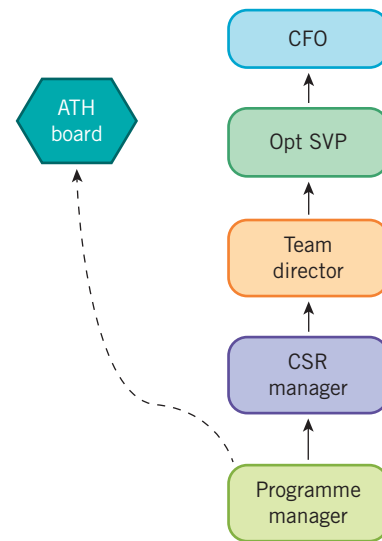 CFO
ATH
board
Opt SVP
Team
director
CSR
manager
Programme
manager